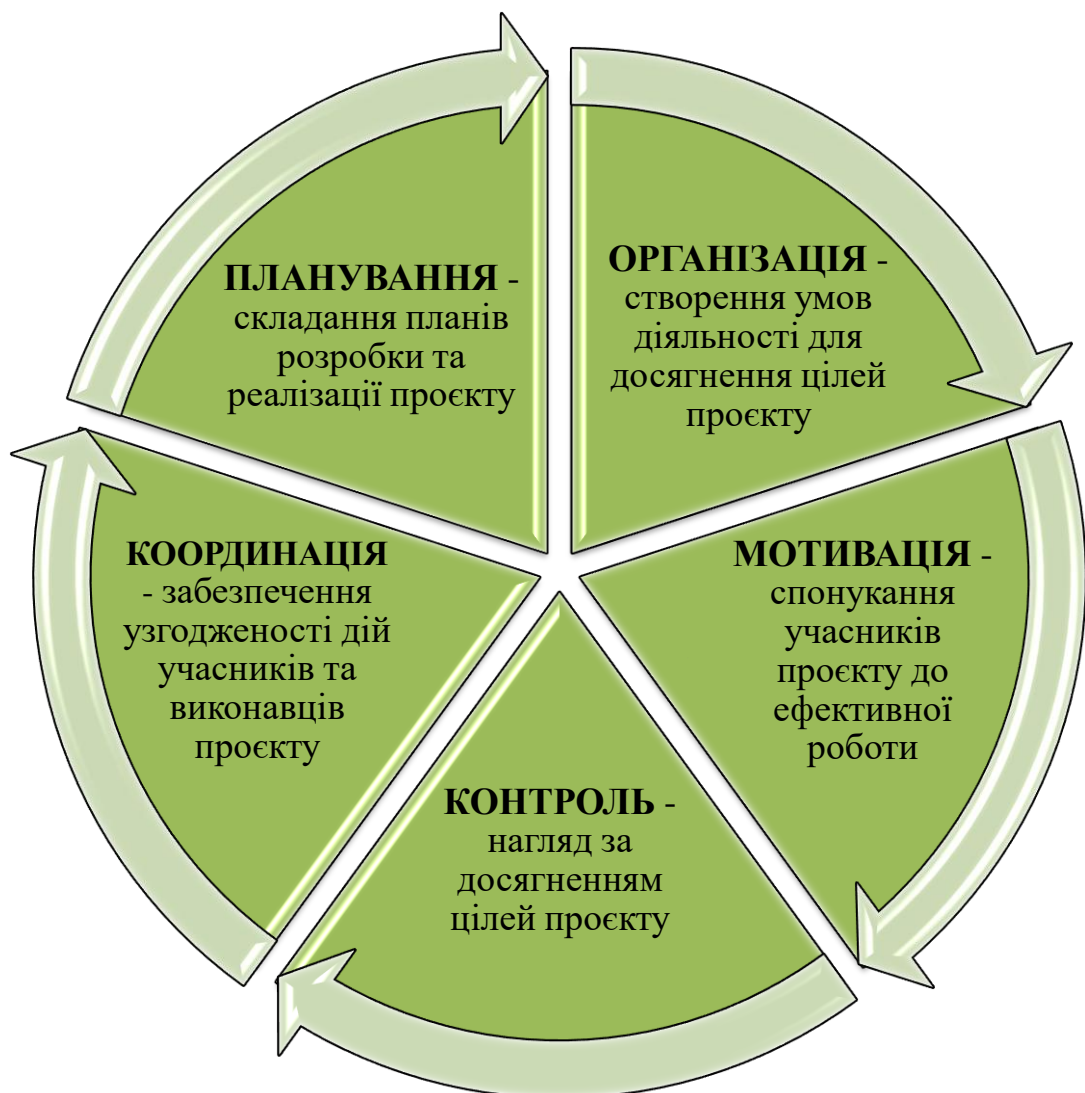 ПЛАНУВАННЯ -
складання планів
розробки та
реалізації проєкту
ОРГАНІЗАЦІЯ -
створення умов
діяльності для
досягнення цілей
проєкту
МОТИВАЦІЯ -
спонукання
учасників
проєкту до
ефективної
роботи
КОНТРОЛЬ -
нагляд за
досягненням
цілей проєкту
КООРДИНАЦІЯ
- забезпечення
узгодженості дій
учасників та
виконавців
проєкту